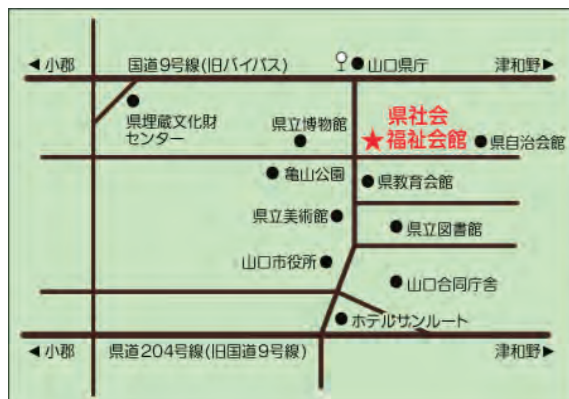 ◀小郡
国道9号線(旧バイパス)
山口県庁
津和野▶
県埋蔵文化財
センター
県立博物館
県社会
★福祉会館
県自治会館
亀山公園
県教育会館
県立美術館
県立図書館
山口市役所
山口合同庁舎
ホテルサンルート
◀小郡
県道204号線(旧国道9号線)
津和野▶